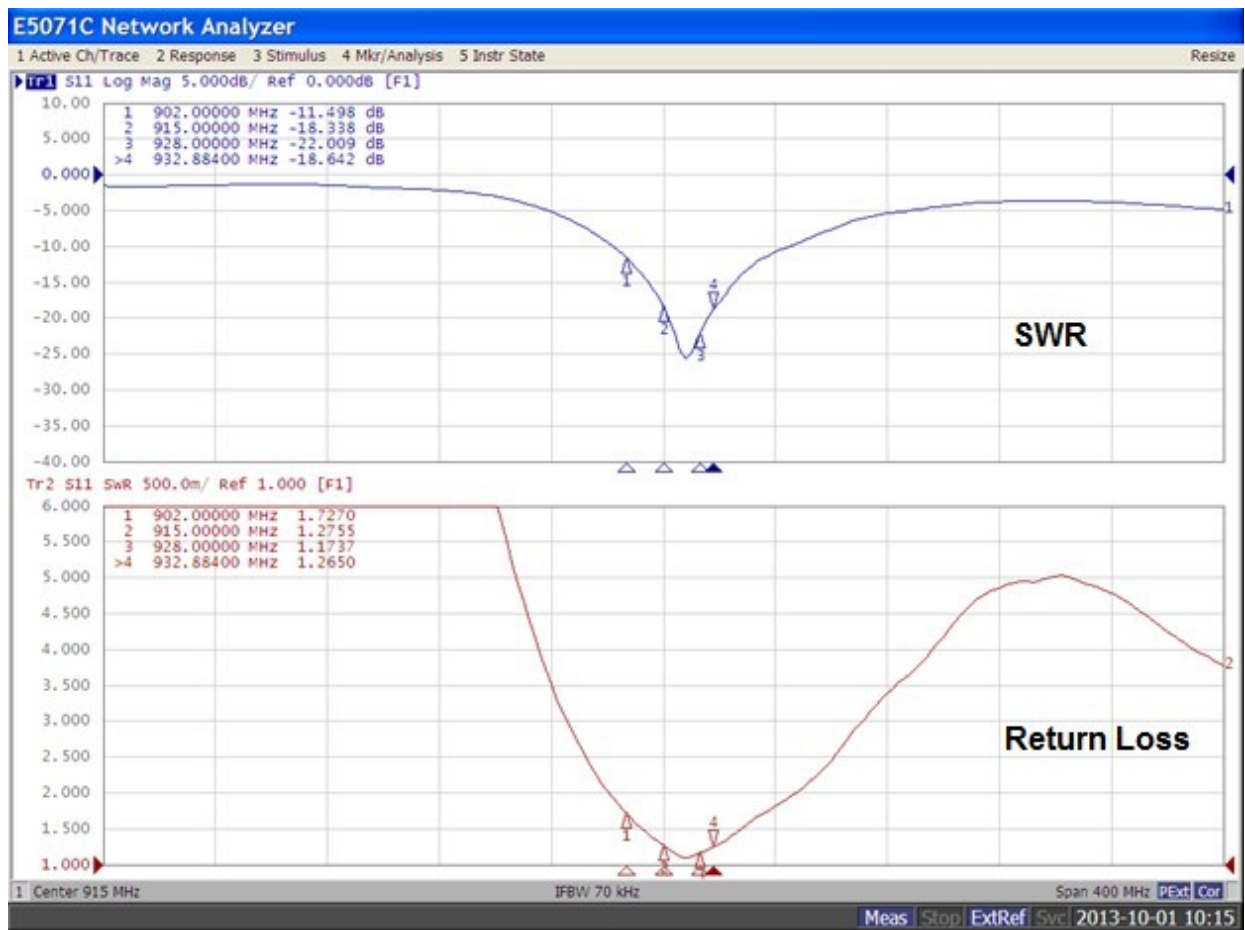 E5071C Network Analyzer
1 Active Ch/Trace 2 Response 3 Stimulus 4 Mkr/Analysis 5 Instr State Resize
Tr1 S11 Log Mag 5.000dB/ Ref 0.000dB [F1]
10.00
1 902.00000 MHz -11.498 dB
2 915.00000 MHz -18.338 dB
5.000
3 928.00000 MHz -22.009 dB
>4 932.88400 MHz -18.642 dB
0.000
-5.000
1
-10.00
-15.00
1
4
-20.00
2
3
SWR
-25.00
-30.00
-35.00
-40.00
Tr2 S11 SWR 500.0m/ Ref 1.000 [F1]
6.000
1 902.00000 MHz 1.7270
2 915.00000 MHz 1.2755
5.500
3 928.00000 MHz 1.1737
>4 932.88400 MHz 1.2650
5.000
4.500
4.000
2
3.500
3.000
Return Loss
2.500
2.000
1.500
1
4
1.000
1 Center 915 MHz IFBW 70 kHz Span 400 MHz PExt Cor
Meas Stop ExtRef Svc 2013-10-01 10:15